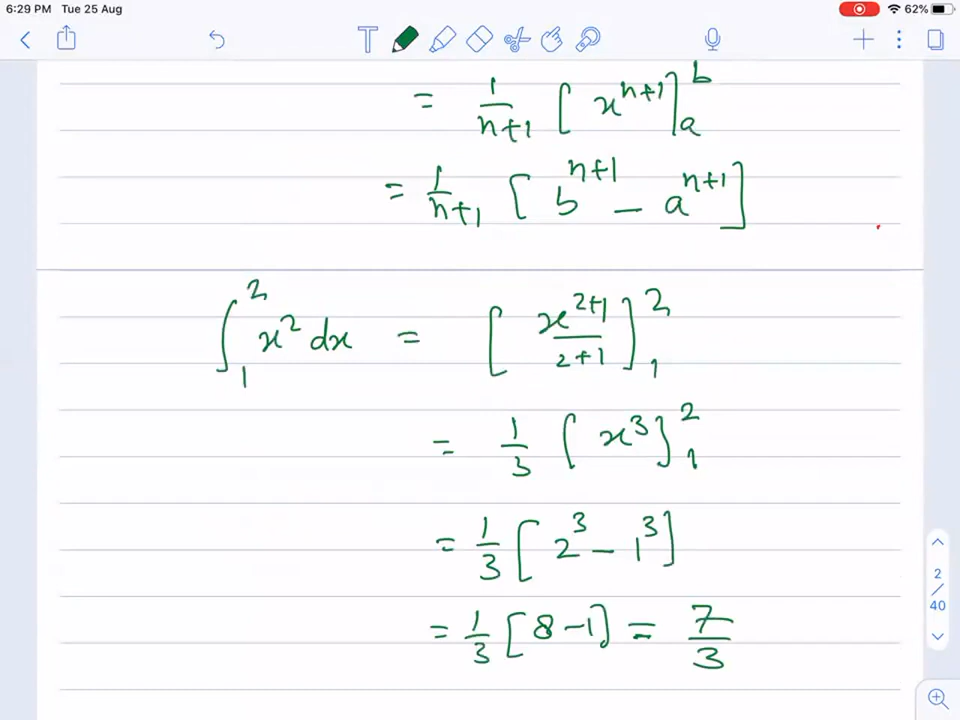 6:29 PM Tue 25 Aug 62%
T
= 1/n+1 [x^{n+1}]_a^b
= 1/n+1 [b^{n+1} - a^{n+1}]
∫_1^2 x^2 dx = [x^{2+1}/2+1]_1^2
= 1/3 [x^3]_1^2
= 1/3 [2^3 - 1^3]
= 1/3 [8-1] = 7/3
2
/
40